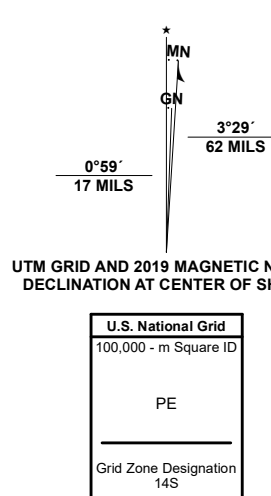 ★
MN
GN
3°29´
62 MILS
0°59´
17 MILS
UTM GRID AND 2019 MAGNETIC
DECLINATION AT CENTER OF
U.S. National Grid
100,000 - m Square ID
PE
Grid Zone Designation
14S